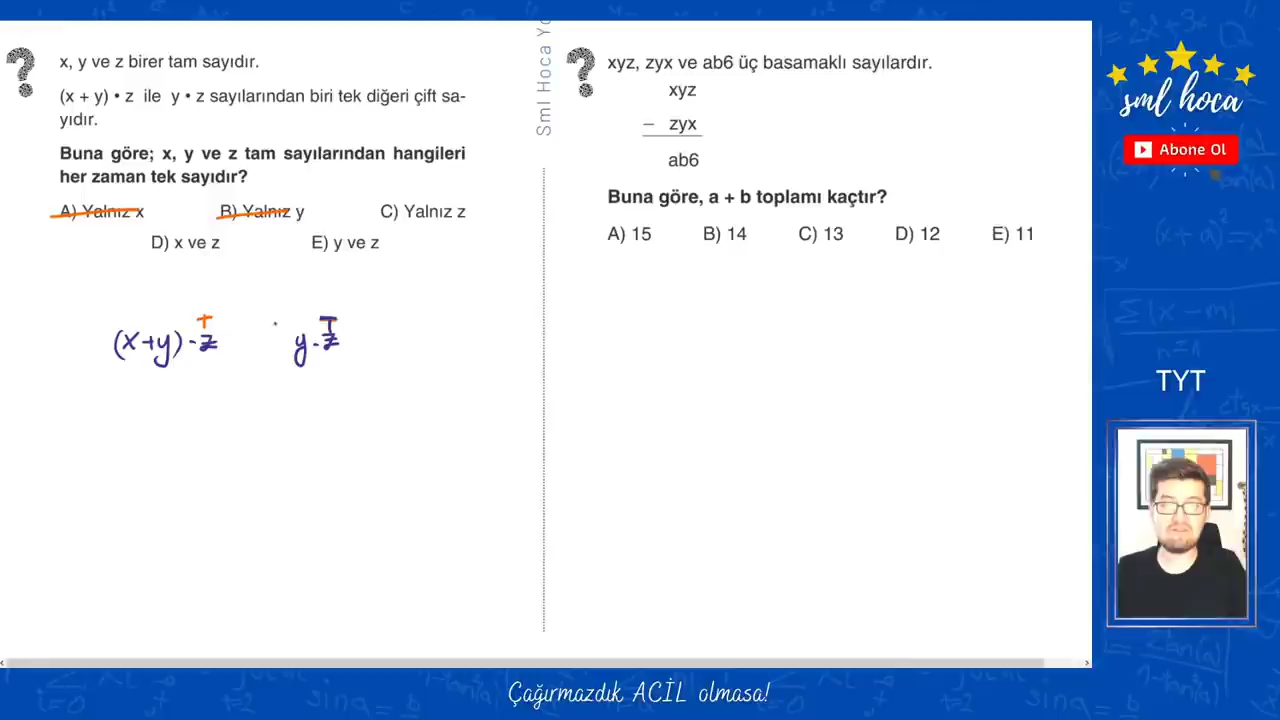 x, y ve z birer tam sayıdır.
(x + y) • z ile y • z sayılarından biri tek diğeri çift sa-
yıdır.
Buna göre; x, y ve z tam sayılarından hangileri
her zaman tek sayıdır?
A) Yalnız x B) Yalnız y C) Yalnız z
D) x ve z E) y ve z
T T
(x+y) · z y · z
Sml Hoca Yo
xyz, zyx ve ab6 üç basamaklı sayılardır.
xyz
– zyx
ab6
Buna göre, a + b toplamı kaçtır?
A) 15 B) 14 C) 13 D) 12 E) 11
sml hoca
Abone Ol
TYT
Çağırmazdık ACİL olmasa!